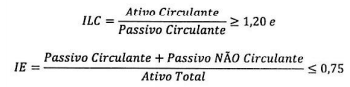 ILC = Ativo Circulante / Passivo Circulante ≥ 1,20 e
IE = Passivo Circulante + Passivo NÃO Circulante / Ativo Total ≤ 0,75